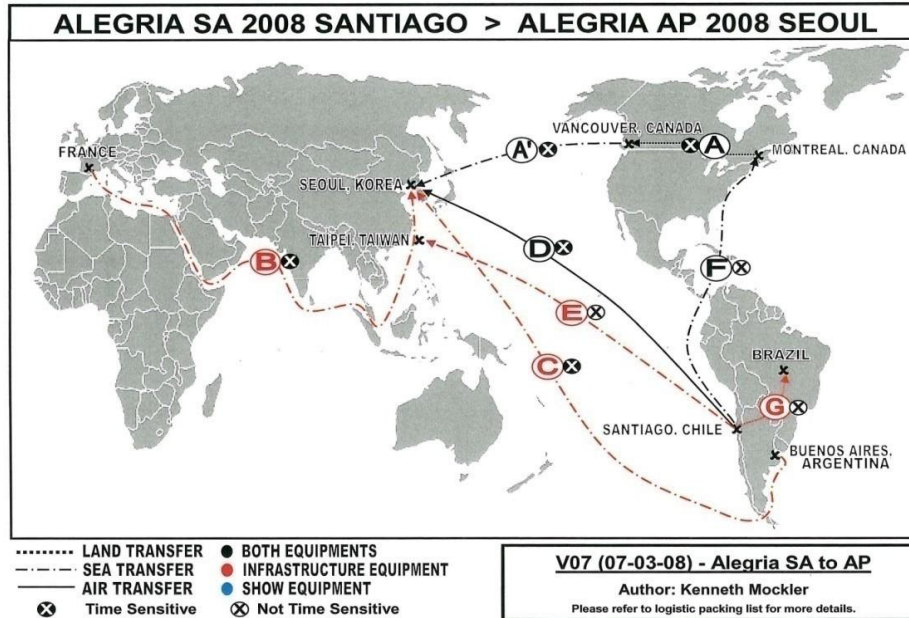 ALEGRIA SA 2008 SANTIAGO > ALEGRIA AP 2008 SEOUL
VANCOUVER, CANADA
A
FRANCE
A'
MONTREAL. CANADA
SEOUL, KOREA
TAIPEI, TAIWAN
D
B
F
E
C
BRAZIL
G
SANTIAGO. CHILE
BUENOS AIRES.
ARGENTINA
LAND TRANSFER
BOTH EQUIPMENTS
SEA TRANSFER
INFRASTRUCTURE EQUIPMENT
AIR TRANSFER
SHOW EQUIPMENT
Time Sensitive
Not Time Sensitive
V07 (07-03-08) - Alegria SA to AP
Author: Kenneth Mockler
Please refer to logistic packing list for more details.